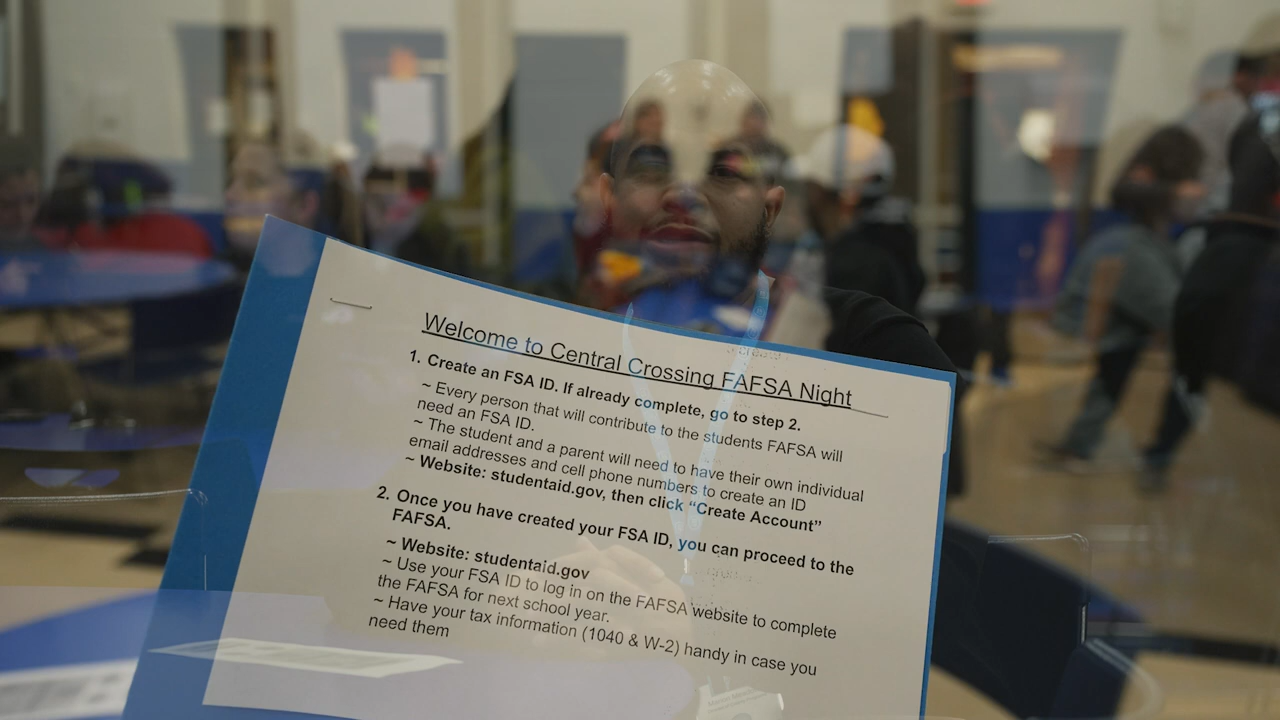 Welcome to Central Crossing FAFSA Night
1. Create an FSA ID. If already complete, go to step 2.
~ Every person that will contribute to the students FAFSA will
need an FSA ID.
~ The student and a parent will need to have their own individual
email addresses and cell phone numbers to create an ID
~ Website: studentaid.gov, then click “Create Account”
2. Once you have created your FSA ID, you can proceed to the
FAFSA.
~ Website: studentaid.gov
~ Use your FSA ID to log in on the FAFSA website to complete
the FAFSA for next school year.
~ Have your tax information (1040 & W-2) handy in case you
need them